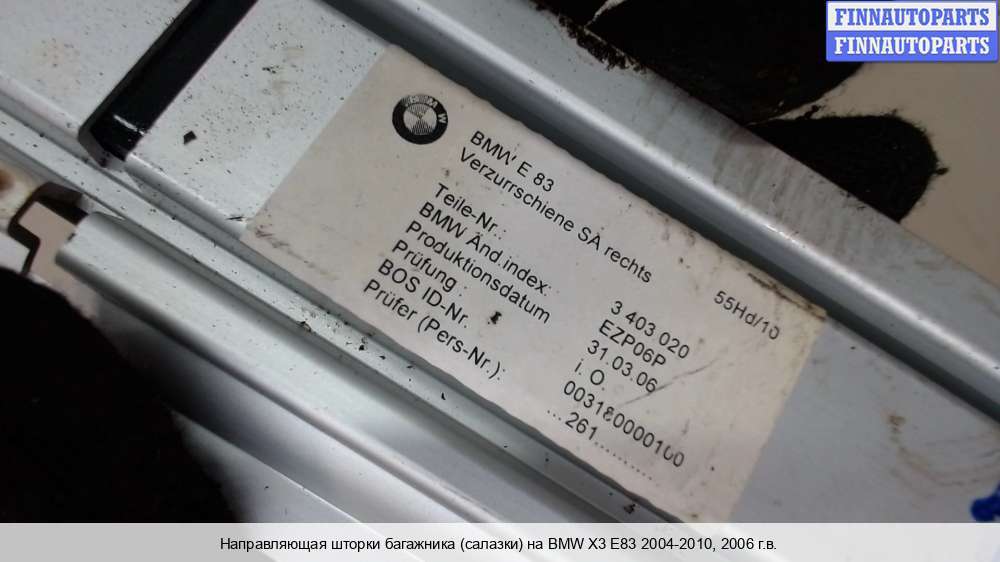 FINNAUTOPARTS
FINNAUTOPARTS
BMW
BMW E 83
Verzurrschiene SA rechts 55Hd/10
Teile-Nr.: 3 403 020
BMW Änd.index: EZP06P
Produktionsdatum 31.03.06
Prüfung : i. O.
BOS ID-Nr. 003180000100
Prüfer (Pers-Nr.): ...261...........
Направляющая шторки багажника (салазки) на BMW X3 E83 2004-2010, 2006 г.в.